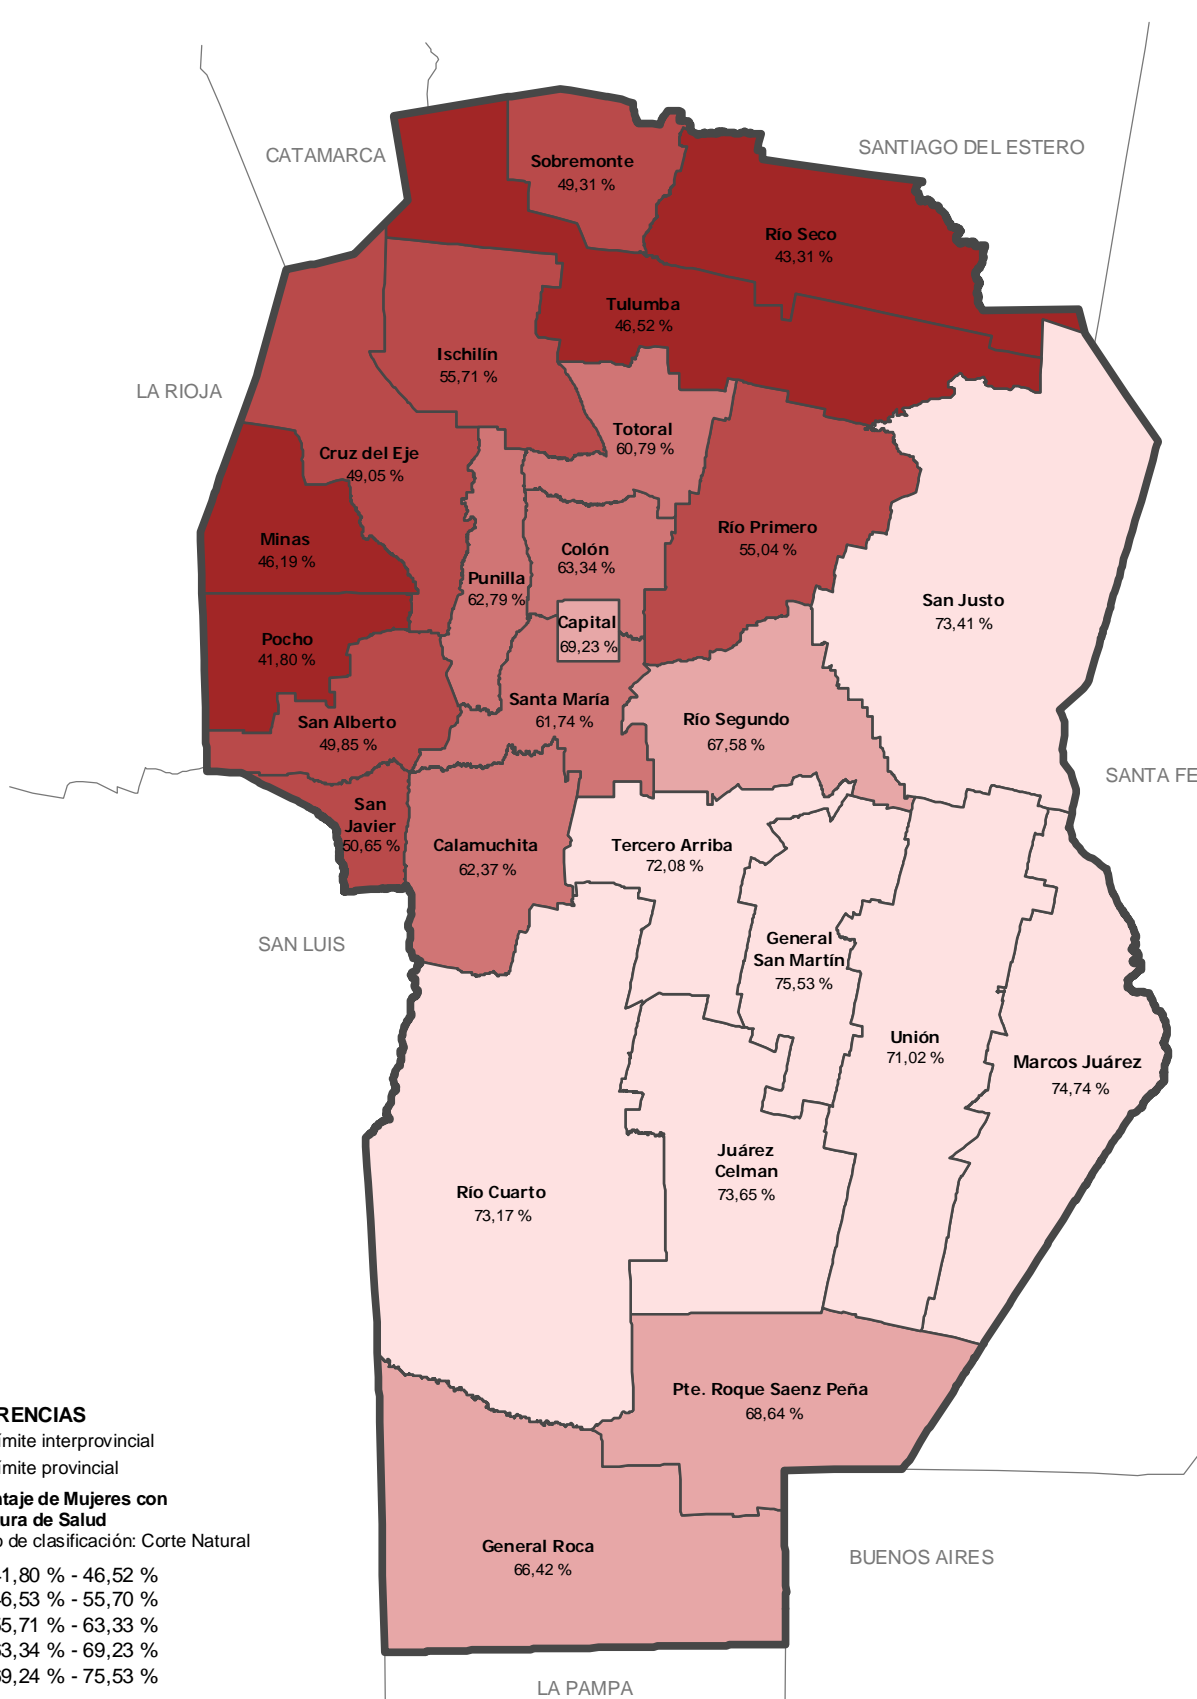 CATAMARCA
SANTIAGO DEL ESTERO
Sobremonte
49,31 %
Río Seco
43,31 %
Tulumba
46,52 %
Ischilín
55,71 %
LA RIOJA
Totoral
60,79 %
Cruz del Eje
49,05 %
Río Primero
55,04 %
Minas
46,19 %
Colón
63,34 %
Punilla
62,79 %
San Justo
73,41 %
Capital
69,23 %
Pocho
41,80 %
Santa María
61,74 %
San Alberto
49,85 %
Río Segundo
67,58 %
SANTA FE
San
Javier
50,65 %
Calamuchita
62,37 %
Tercero Arriba
72,08 %
SAN LUIS
General
San Martín
75,53 %
Unión
71,02 %
Marcos Juárez
74,74 %
Juárez
Celman
73,65 %
Río Cuarto
73,17 %
Pte. Roque Saenz Peña
68,64 %
General Roca
66,42 %
BUENOS AIRES
LA PAMPA
RENCIAS
ímite interprovincial
ímite provincial
ntaje de Mujeres con
ura de Salud
o de clasificación: Corte Natural
1,80 % - 46,52 %
6,53 % - 55,70 %
5,71 % - 63,33 %
3,34 % - 69,23 %
9,24 % - 75,53 %